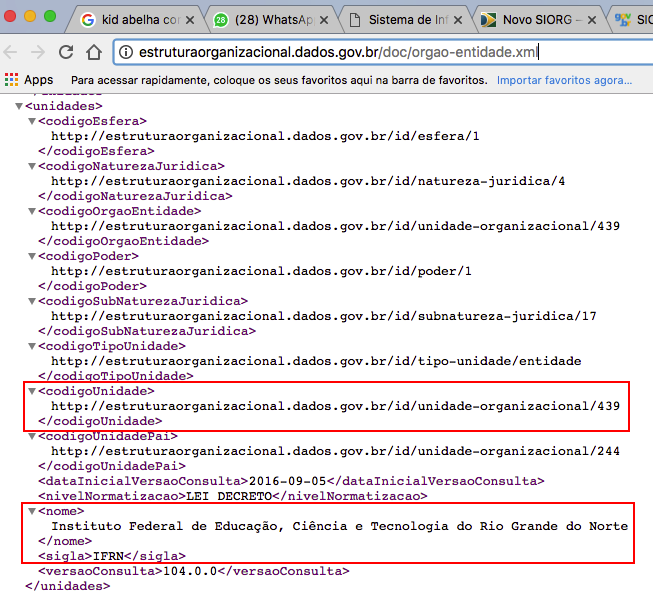 kid abelha co
(28) WhatsAp
Sistema de In
Novo SIORG –
SIO
estruturaorganizacional.dados.gov.br/doc/orgao-entidade.xml
Apps
Para acessar rapidamente, coloque os seus favoritos aqui na barra de favoritos.
Importar favoritos agora...
<unidades>
<codigoEsfera>
http://estruturaorganizacional.dados.gov.br/id/esfera/1
</codigoEsfera>
<codigoNaturezaJuridica>
http://estruturaorganizacional.dados.gov.br/id/natureza-juridica/4
</codigoNaturezaJuridica>
<codigoOrgaoEntidade>
http://estruturaorganizacional.dados.gov.br/id/unidade-organizacional/439
</codigoOrgaoEntidade>
<codigoPoder>
http://estruturaorganizacional.dados.gov.br/id/poder/1
</codigoPoder>
<codigoSubNaturezaJuridica>
http://estruturaorganizacional.dados.gov.br/id/subnatureza-juridica/17
</codigoSubNaturezaJuridica>
<codigoTipoUnidade>
http://estruturaorganizacional.dados.gov.br/id/tipo-unidade/entidade
</codigoTipoUnidade>
<codigoUnidade>
http://estruturaorganizacional.dados.gov.br/id/unidade-organizacional/439
</codigoUnidade>
<codigoUnidadePai>
http://estruturaorganizacional.dados.gov.br/id/unidade-organizacional/244
</codigoUnidadePai>
<dataInicialVersaoConsulta>2016-09-05</dataInicialVersaoConsulta>
<nivelNormatizacao>LEI_DECRETO</nivelNormatizacao>
<nome>
Instituto Federal de Educação, Ciência e Tecnologia do Rio Grande do Norte
</nome>
<sigla>IFRN</sigla>
<versaoConsulta>104.0.0</versaoConsulta>
</unidades>